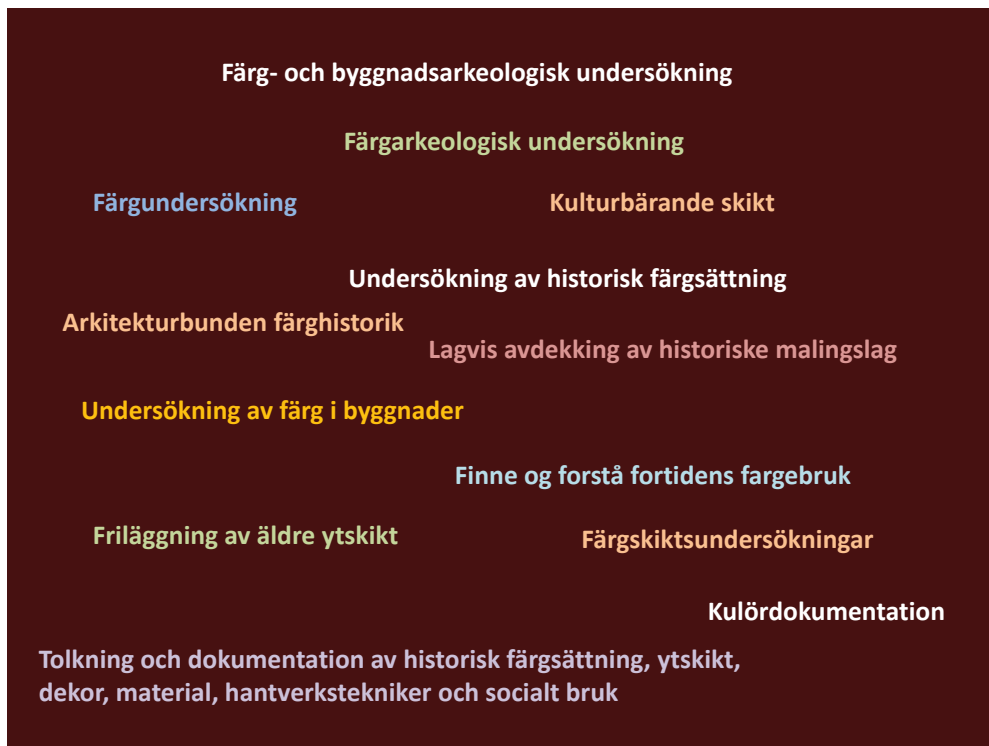 Färg- och byggnadsarkeologisk undersökning
Färgarkeologisk undersökning
Färgundersökning
Kulturbärande skikt
Undersökning av historisk färgsättning
Arkitekturbunden färghistorik
Lagvis avdekking av historiske malingslag
Undersökning av färg i byggnader
Finne og forstå fortidens fargebruk
Friläggning av äldre ytskikt
Färgskiktsundersökningar
Kulördokumentation
Tolkning och dokumentation av historisk färgsättning, ytskikt,
dekor, material, hantverkstekniker och socialt bruk